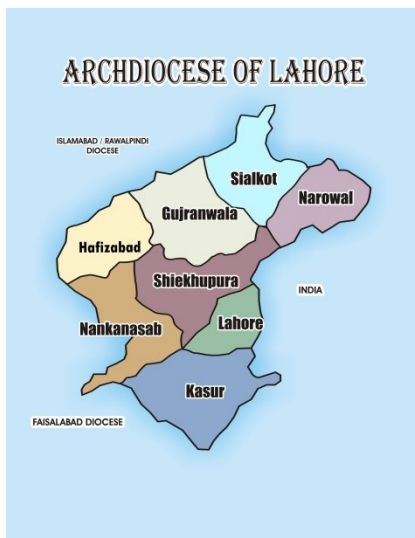 ARCHDIOCESE OF LAHORE
ISLAMABAD / RAWALPINDI
DIOCESE
Sialkot
Narowal
Gujranwala
Hafizabad
Shiekhupura
INDIA
Lahore
Nankanasab
Kasur
FAISALABAD DIOCESE